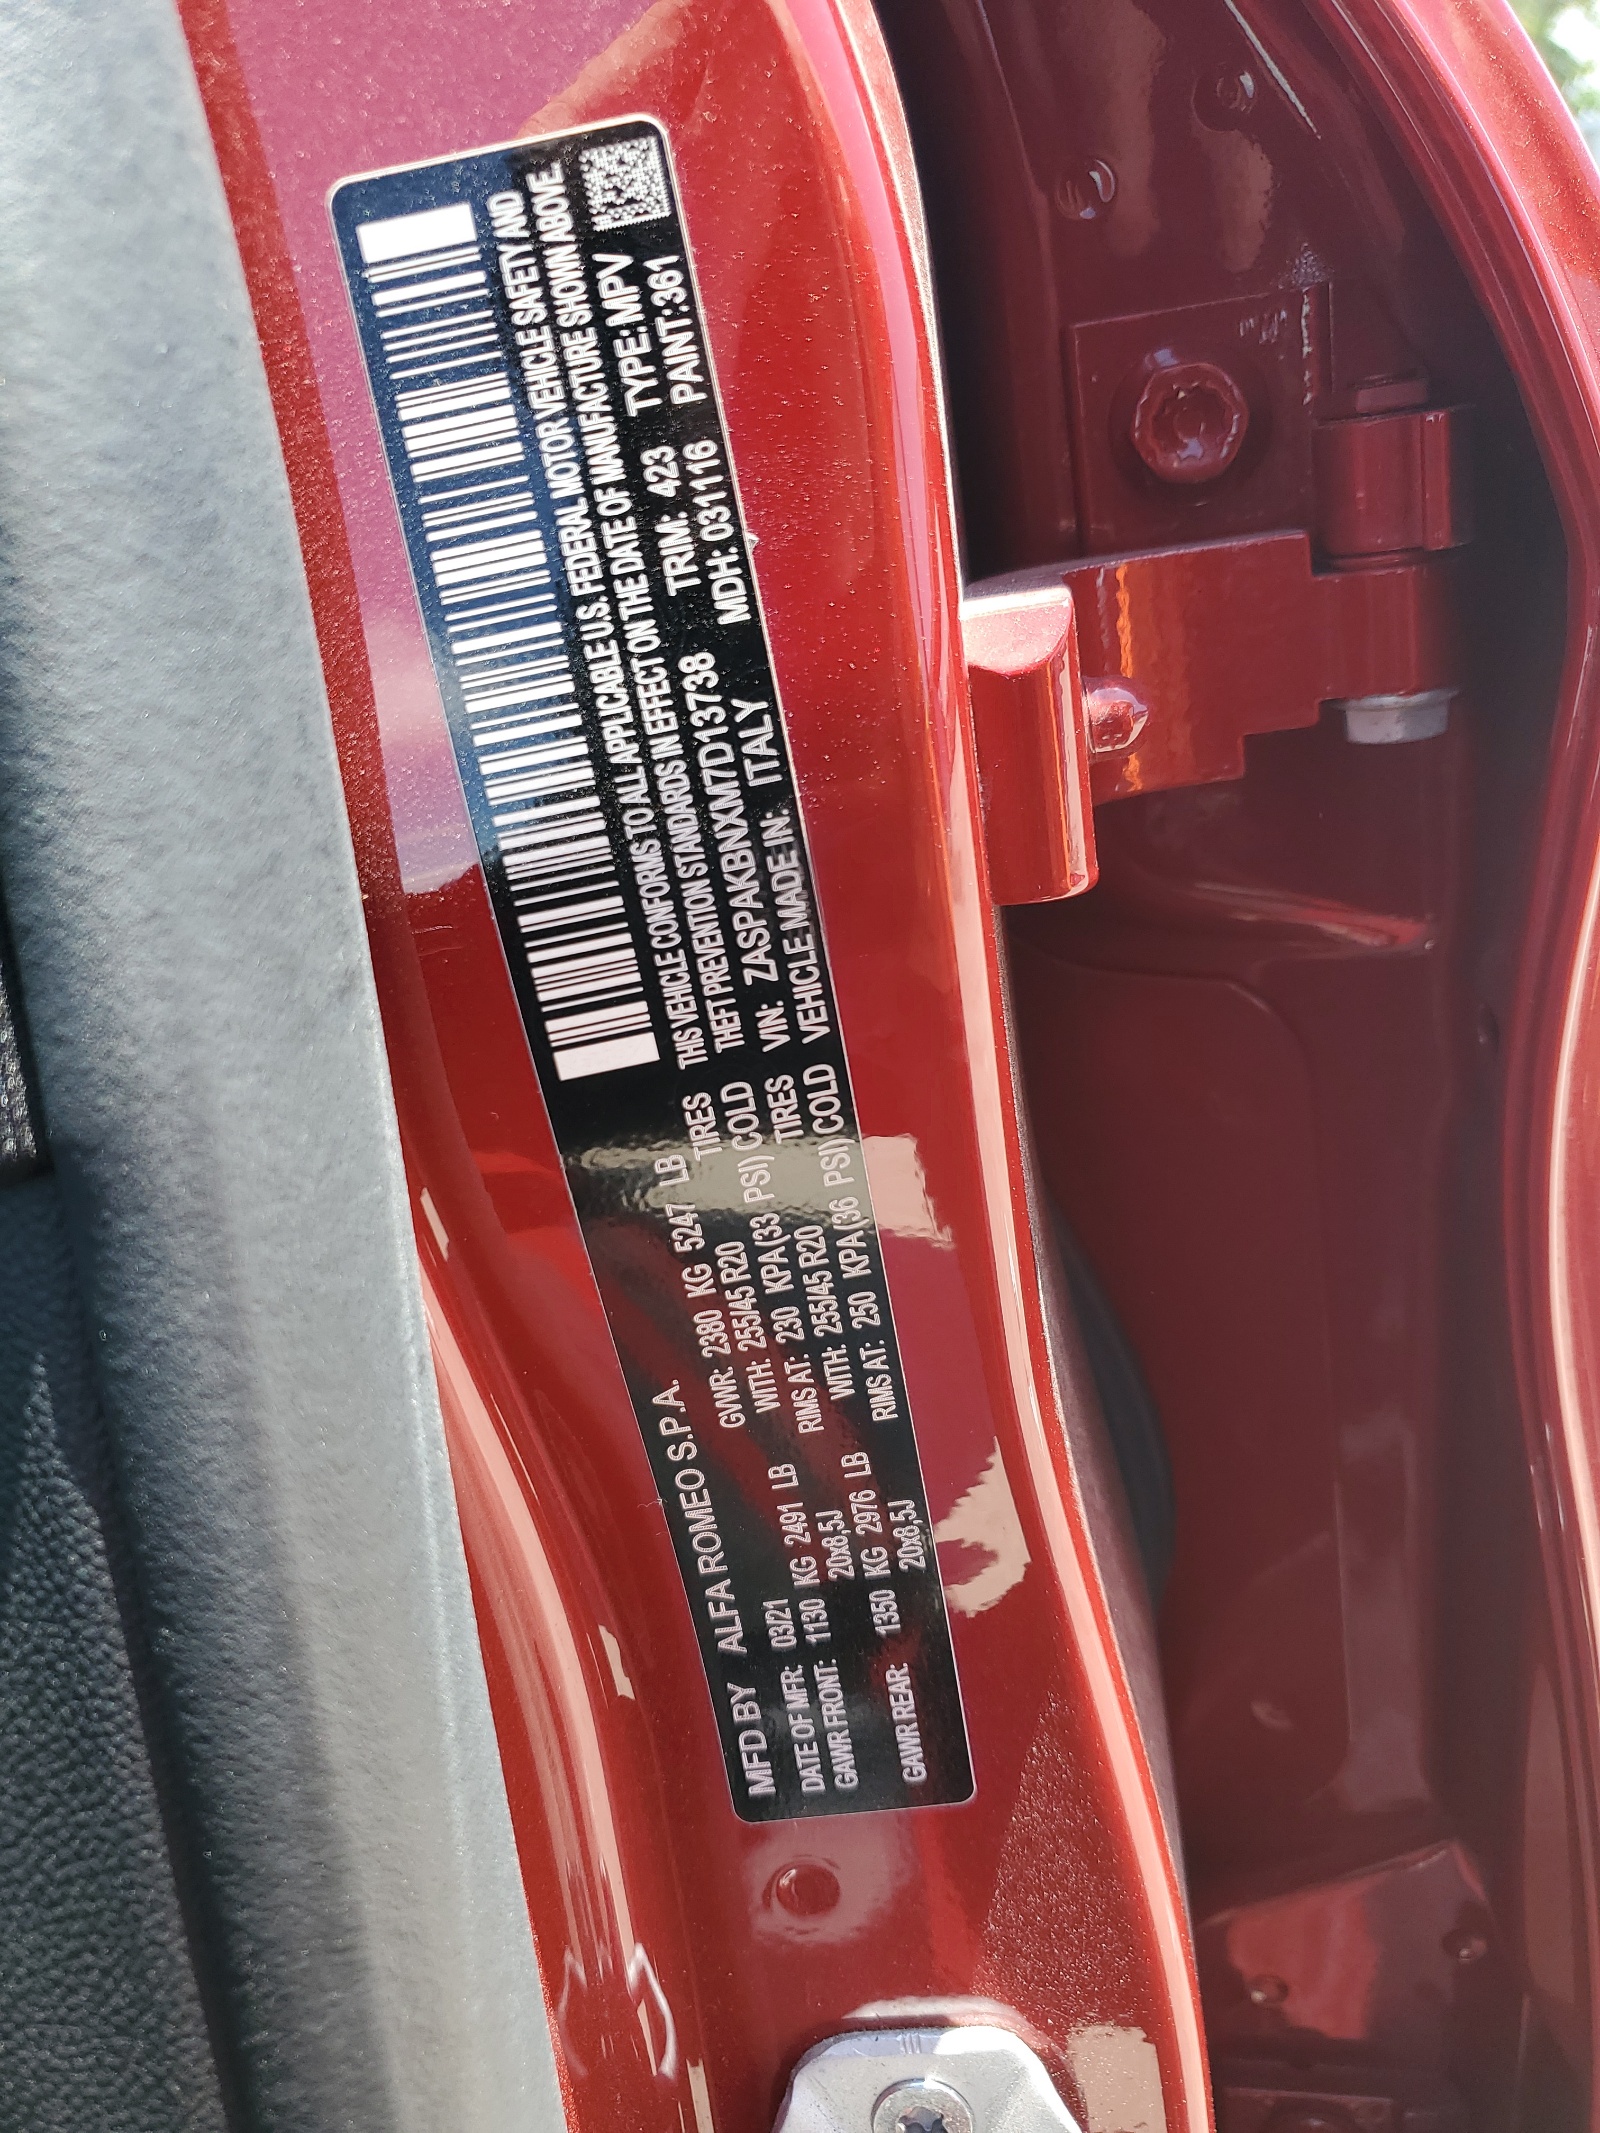 MFD BY ALFA ROMEO S.P.A.
DATE OF MFR: 03/21 GVWR: 2380 KG 5247 LB
GAWR FRONT: 1130 KG 2491 LB WITH: 255/45 R20 TIRES
20x8,5J RIMS AT: 230 KPA(33 PSI) COLD
GAWR REAR: 1350 KG 2976 LB WITH: 255/45 R20 TIRES
20x8,5J RIMS AT: 250 KPA(36 PSI) COLD
THIS VEHICLE CONFORMS TO ALL APPLICABLE U.S. FEDERAL MOTOR VEHICLE SAFETY AND
THEFT PREVENTION STANDARDS IN EFFECT ON THE DATE OF MANUFACTURE SHOWN ABOVE.
VIN: ZASPAKBNXM7D13738 TRIM: 423 TYPE: MPV
VEHICLE MADE IN: ITALY MDH: 031116 PAINT:361